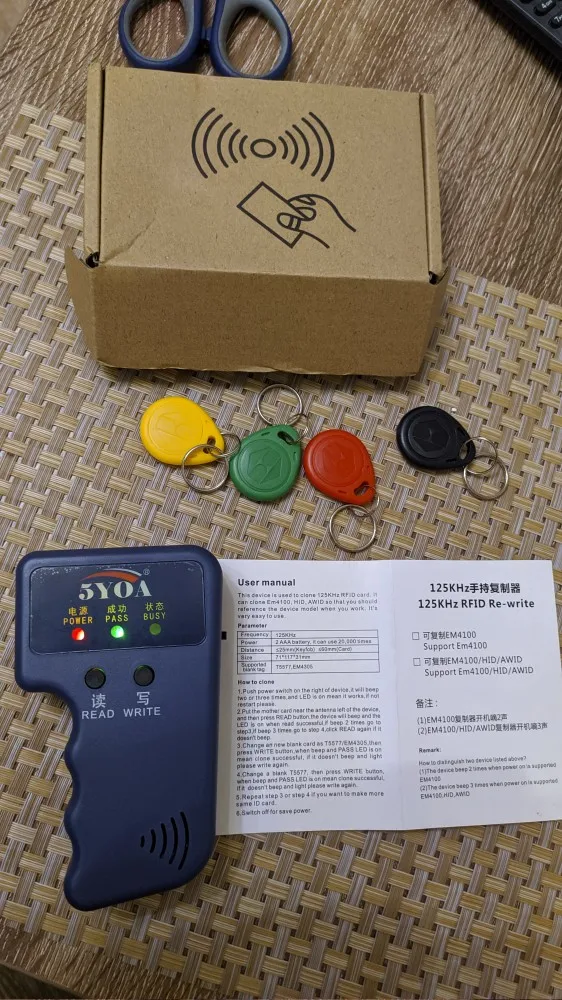 5YOA®
电源 成功 状态
POWER PASS BUSY
读 写
READ WRITE
User manual
This device is used to clone 125KHz RFID card. It
can clone Em4100, HID, AWID so that you should
reference the device model when you work. It's
very easy to use.
Parameter
Frequency 125KHz
Power 2 AAA battery, it can use 20,000 times
Distance ≤25mm(Keyfob) ≤60mm(Card)
Size 71*117*31mm
Supported
blank tag T5577,EM4305
How to clone
1.Push power switch on the right of device,it will beep
two or three times,and LED is on mean it works,if not
restart please.
2.Put the mother card near the antenna left of the device,
and then press READ button,the device will beep and the
LED is on when read successful.If beep 2 times go to
step3,If beep 3 times go to step 4,click READ again if it
doesn't beep.
3.Change an new blank card as T5577/EM4305,then
press WRITE button,when beep and PASS LED is on
mean clone successful,if it doesn't beep and light
please write again.
4.Change a blank T5577, then press WRITE button,
when beep and PASS LED is on mean clone successful,
if it doesn't beep and light please write again.
5.Repeat step 3 or step 4 if you want to make more
same ID card.
6.Switch off for save power.
125KHz手持复制器
125KHz RFID Re-write
□ 可复制EM4100
Support Em4100
□ 可复制EM4100/HID/AWID
Support Em4100/HID/AWID
备注：
(1)EM4100复制器开机嘀2声
(2)EM4100/HID/AWID复制器开机嘀3声
Remark:
How to distinguish two device listed above?
(1)The device beep 2 times when power on is supported
EM4100
(2)The device beep 3 times when power on is supported
EM4100,HID,AWID